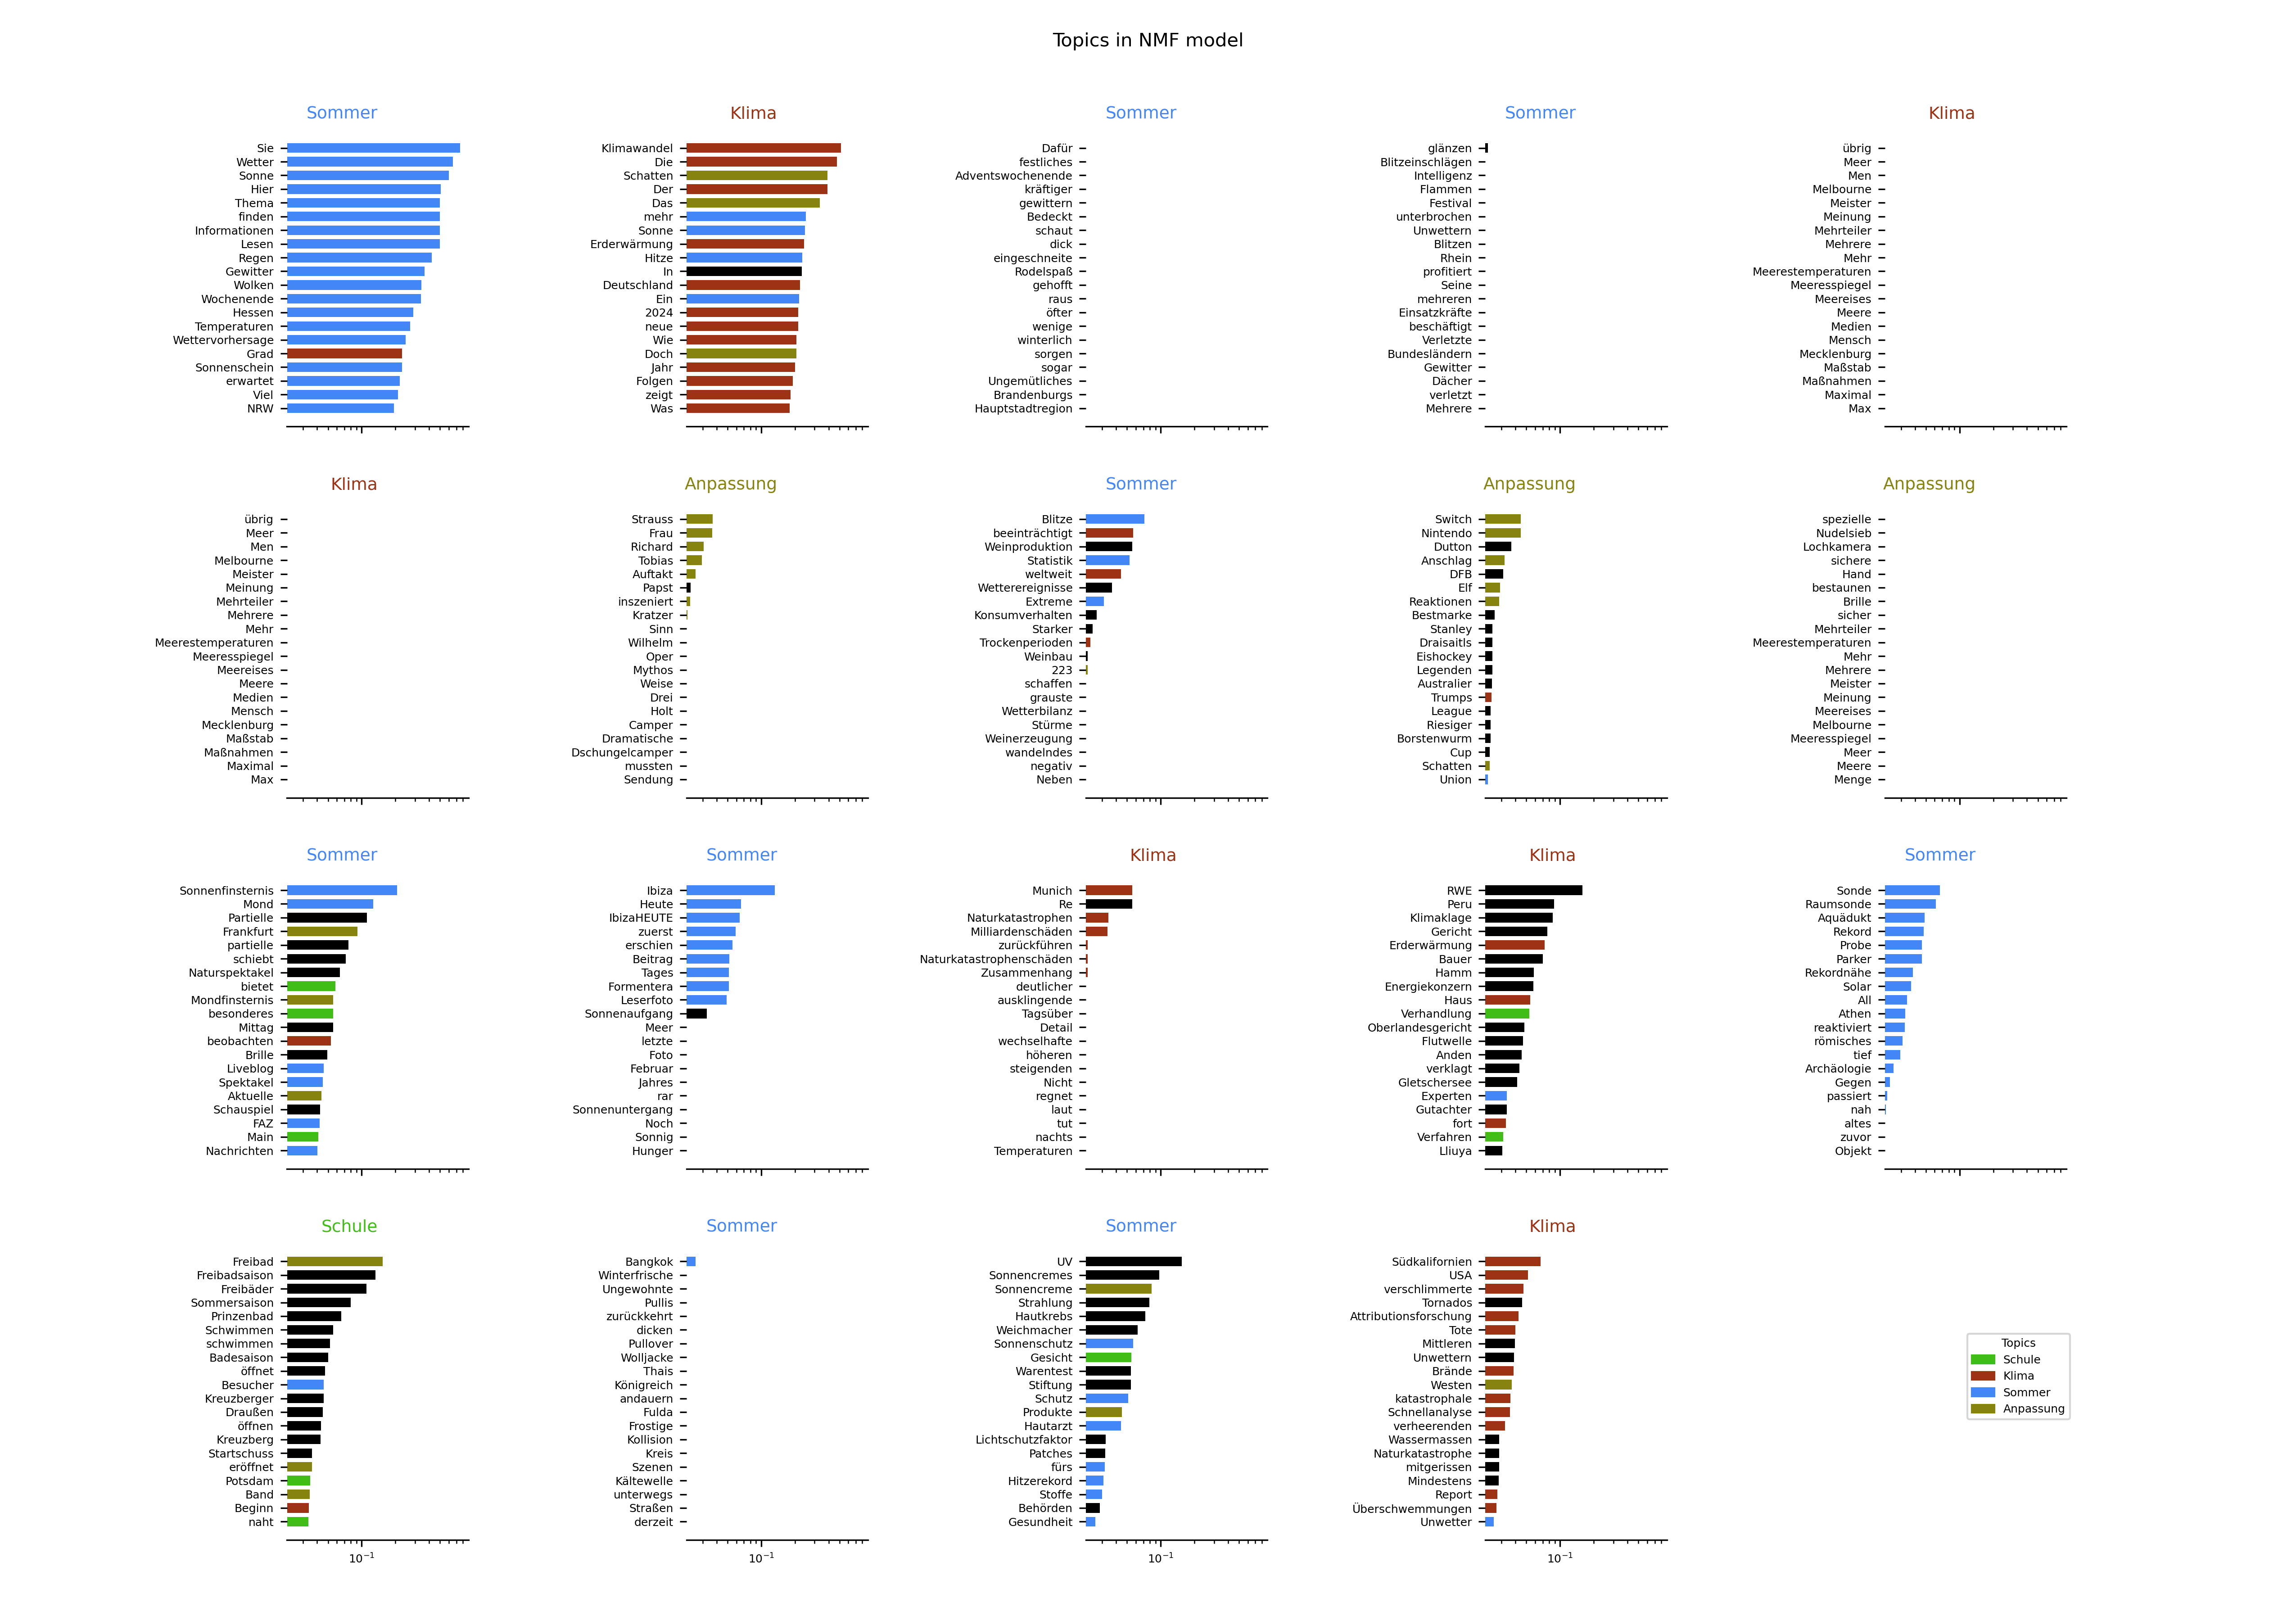 Topics in NMF model
Sommer
Sie
Wetter
Sonne
Hier
Thema
finden
Informationen
Lesen
Regen
Gewitter
Wolken
Wochenende
Hessen
Temperaturen
Wettervorhersage
Grad
Sonnenschein
erwartet
Viel
NRW
Klima
Klimawandel
Die
Schatten
Der
Das
mehr
Sonne
Erderwärmung
Hitze
In
Deutschland
Ein
2024
neue
Wie
Doch
Jahr
Folgen
zeigt
Was
Sommer
Dafür
festliches
Adventswochenende
kräftiger
gewittern
Bedeckt
schaut
dick
eingeschneite
Rodelspaß
gehofft
raus
öfter
wenige
winterlich
sorgen
sogar
Ungemütliches
Brandenburgs
Hauptstadtregion
Sommer
glänzen
Blitzeinschlägen
Intelligenz
Flammen
Festival
unterbrochen
Unwettern
Blitzen
Rhein
profitiert
Seine
mehreren
Einsatzkräfte
beschäftigt
Verletzte
Bundesländern
Gewitter
Dächer
verletzt
Mehrere
Klima
übrig
Meer
Men
Melbourne
Meister
Meinung
Mehrteiler
Mehrere
Mehr
Meerestemperaturen
Meeresspiegel
Meereises
Meere
Medien
Mensch
Mecklenburg
Maßstab
Maßnahmen
Maximal
Max
Klima
übrig
Meer
Men
Melbourne
Meister
Meinung
Mehrteiler
Mehrere
Mehr
Meerestemperaturen
Meeresspiegel
Meereises
Meere
Medien
Mensch
Mecklenburg
Maßstab
Maßnahmen
Maximal
Max
Anpassung
Strauss
Frau
Richard
Tobias
Auftakt
Papst
inszeniert
Kratzer
Sinn
Wilhelm
Oper
Mythos
Weise
Drei
Holt
Camper
Dramatische
Dschungelcamper
mussten
Sendung
Sommer
Blitze
beeinträchtigt
Weinproduktion
Statistik
weltweit
Wetterereignisse
Extreme
Konsumverhalten
Starker
Trockenperioden
Weinbau
223
schaffen
grauste
Wetterbilanz
Stürme
Weinerzeugung
wandelndes
negativ
Neben
Anpassung
Switch
Nintendo
Dutton
Anschlag
DFB
Elf
Reaktionen
Bestmarke
Stanley
Draisaitls
Eishockey
Legenden
Australier
Trumps
League
Riesiger
Borstenwurm
Cup
Schatten
Union
Anpassung
spezielle
Nudelsieb
Lochkamera
sichere
Hand
bestaunen
Brille
sicher
Mehrteiler
Meerestemperaturen
Mehr
Mehrere
Meister
Meinung
Meereises
Melbourne
Meeresspiegel
Meer
Meere
Menge
Sommer
Sonnenfinsternis
Mond
Partielle
Frankfurt
partielle
schiebt
Naturspektakel
bietet
Mondfinsternis
besonderes
Mittag
beobachten
Brille
Liveblog
Spektakel
Aktuelle
Schauspiel
FAZ
Main
Nachrichten
Sommer
Ibiza
Heute
IbizaHEUTE
zuerst
erschien
Beitrag
Tages
Formentera
Leserfoto
Sonnenaufgang
Meer
letzte
Foto
Februar
Jahres
rar
Sonnenuntergang
Noch
Sonnig
Hunger
Klima
Munich
Re
Naturkatastrophen
Milliardenschäden
zurückführen
Naturkatastrophenschäden
Zusammenhang
deutlicher
ausklingende
Tagsüber
Detail
wechselhafte
höheren
steigenden
Nicht
regnet
laut
tut
nachts
Temperaturen
Klima
RWE
Peru
Klimaklage
Gericht
Erderwärmung
Bauer
Hamm
Energiekonzern
Haus
Verhandlung
Oberlandesgericht
Flutwelle
Anden
verklagt
Gletschersee
Experten
Gutachter
fort
Verfahren
Lliuya
Sommer
Sonde
Raumsonde
Aquädukt
Rekord
Probe
Parker
Rekordnähe
Solar
All
Athen
reaktiviert
römisches
tief
Archäologie
Gegen
passiert
nah
altes
zuvor
Objekt
Schule
Freibad
Freibadsaison
Freibäder
Sommersaison
Prinzenbad
Schwimmen
schwimmen
Badesaison
öffnet
Besucher
Kreuzberger
Draußen
öffnen
Kreuzberg
Startschuss
eröffnet
Potsdam
Band
Beginn
naht
10⁻¹
Sommer
Bangkok
Winterfrische
Ungewohnte
Pullis
zurückkehrt
dicken
Pullover
Wolljacke
Thais
Königreich
andauern
Fulda
Frostige
Kollision
Kreis
Szenen
Kältewelle
unterwegs
Straßen
derzeit
10⁻¹
Sommer
UV
Sonnencremes
Sonnencreme
Strahlung
Hautkrebs
Weichmacher
Sonnenschutz
Gesicht
Warentest
Stiftung
Schutz
Produkte
Hautarzt
Lichtschutzfaktor
Patches
fürs
Hitzerekord
Stoffe
Behörden
Gesundheit
10⁻¹
Klima
Südkalifornien
USA
verschlimmerte
Tornados
Attributionsforschung
Tote
Mittleren
Unwettern
Brände
Westen
katastrophale
Schnellanalyse
verheerenden
Wassermassen
Naturkatastrophe
mitgerissen
Mindestens
Report
Überschwemmungen
Unwetter
10⁻¹
Topics
Schule
Klima
Sommer
Anpassung